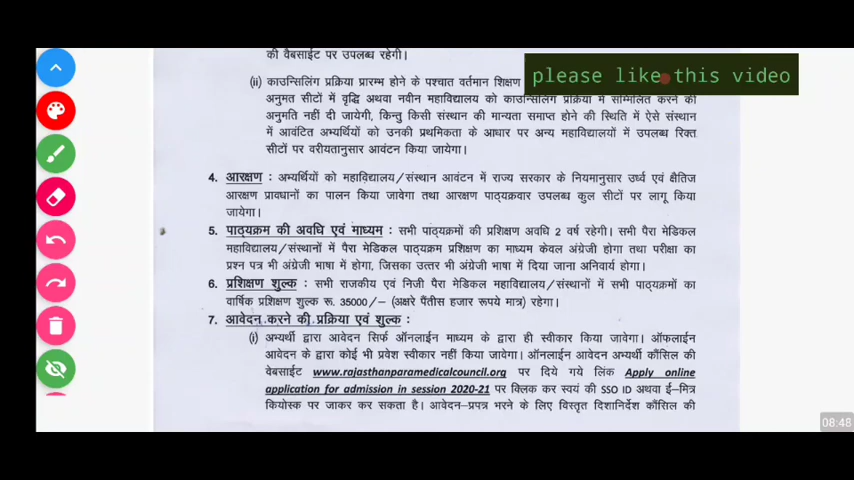 की वैबसाईट पर उपलब्ध रहेगी।
please like this video
(ii) काउन्सिलिंग प्रक्रिया प्रारम्भ होने के पश्चात वर्तमान शिक्षण
अनुमत सीटों में वृद्धि अथवा नवीन महाविद्यालय को काउन्सिलिंग प्रक्रिया में सम्मिलित करने की
अनुमति नहीं दी जायेगी, किन्तु किसी संस्थान की मान्यता समाप्त होने की स्थिति में ऐसे संस्थान
में आवंटित अभ्यर्थियों को उनकी प्रथमिकता के आधार पर अन्य महाविद्यालयों में उपलब्ध रिक्त
सीटों पर वरीयतानुसार आवंटन किया जायेगा।
4. आरक्षण : अभ्यर्थियों को महाविद्यालय/संस्थान आवंटन में राज्य सरकार के नियमानुसार उर्ध्व एवं क्षैतिज
आरक्षण प्रावधानों का पालन किया जावेगा तथा आरक्षण पाठ्यक्रवार उपलब्ध कुल सीटों पर लागू किया
जायेगा।
5. पाठ्यक्रम की अवधि एवं माध्यम : सभी पाठ्यक्रमों की प्रशिक्षण अवधि 2 वर्ष रहेगी। सभी पैरा मेडिकल
महाविद्यालय/संस्थानों में पैरा मेडिकल पाठ्यक्रम प्रशिक्षण का माध्यम केवल अंग्रेजी होगा तथा परीक्षा का
प्रश्न पत्र भी अंग्रेजी भाषा में होगा, जिसका उत्तर भी अंग्रेजी भाषा में दिया जाना अनिवार्य होगा।
6. प्रशिक्षण शुल्क : सभी राजकीय एवं निजी पैरा मेडिकल महाविद्यालय/संस्थानों में सभी पाठ्यक्रमों का
वार्षिक प्रशिक्षण शुल्क रू. 35000/– (अक्षरे पैंतीस हजार रूपये मात्र) रहेगा।
7. आवेदन करने की प्रक्रिया एवं शुल्क :
(i) अभ्यर्थी द्वारा आवेदन सिर्फ ऑनलाईन माध्यम के द्वारा ही स्वीकार किया जावेगा। ऑफलाईन
आवेदन के द्वारा कोई भी प्रवेश स्वीकार नहीं किया जायेगा। ऑनलाईन आवेदन अभ्यर्थी कौंसिल की
वेबसाईट www.rajasthanparamedicalcouncil.org पर दिये गये लिंक Apply online
application for admission in session 2020-21 पर क्लिक कर स्वयं की SSO ID अथवा ई–मित्र
कियोस्क पर जाकर कर सकता है। आवेदन–प्रपत्र भरने के लिए विस्तृत दिशानिर्देश कौंसिल की
08:48